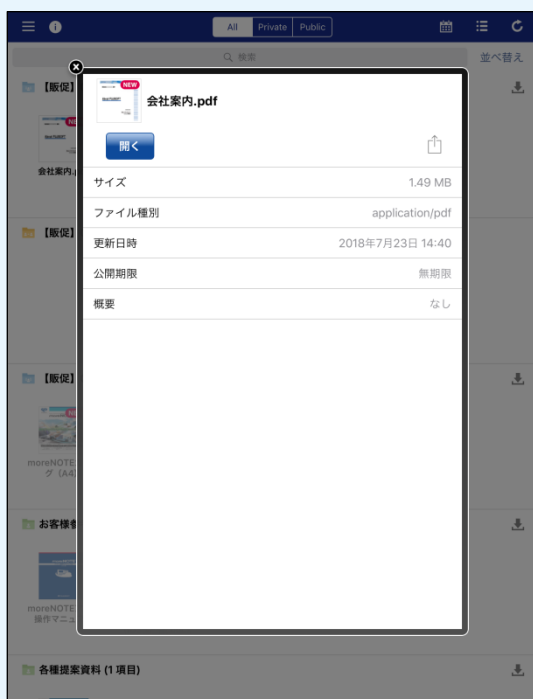 All Private Public
検索
並べ替え
【販促】
NEW
会社案内.pdf
開く
会社案内.
サイズ 1.49 MB
ファイル種別 application/pdf
更新日時 2018年7月23日 14:40
公開期限 無期限
概要 なし
【販促】
【販促】
moreNOTE
グ（A4）
お客様
moreNOTE
操作マニュ
各種提案資料 (1 項目)